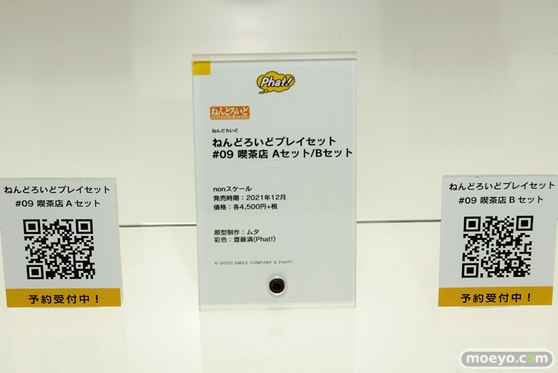 Phat!
ねんどろいど
ねんどろいど
ねんどろいどプレイセット
#09 喫茶店 Aセット/Bセット
nonスケール
発売時期：2021年12月
価格：各4,500円+税
原型制作：ムタ
彩色：齋藤満(Phat!)
© GOOD SMILE COMPANY © PHAT!
ねんどろいどプレイセット
#09 喫茶店 A セット
予約受付中！
ねんどろいどプレイセット
#09 喫茶店 B セット
予約受付中！
moeyo.com